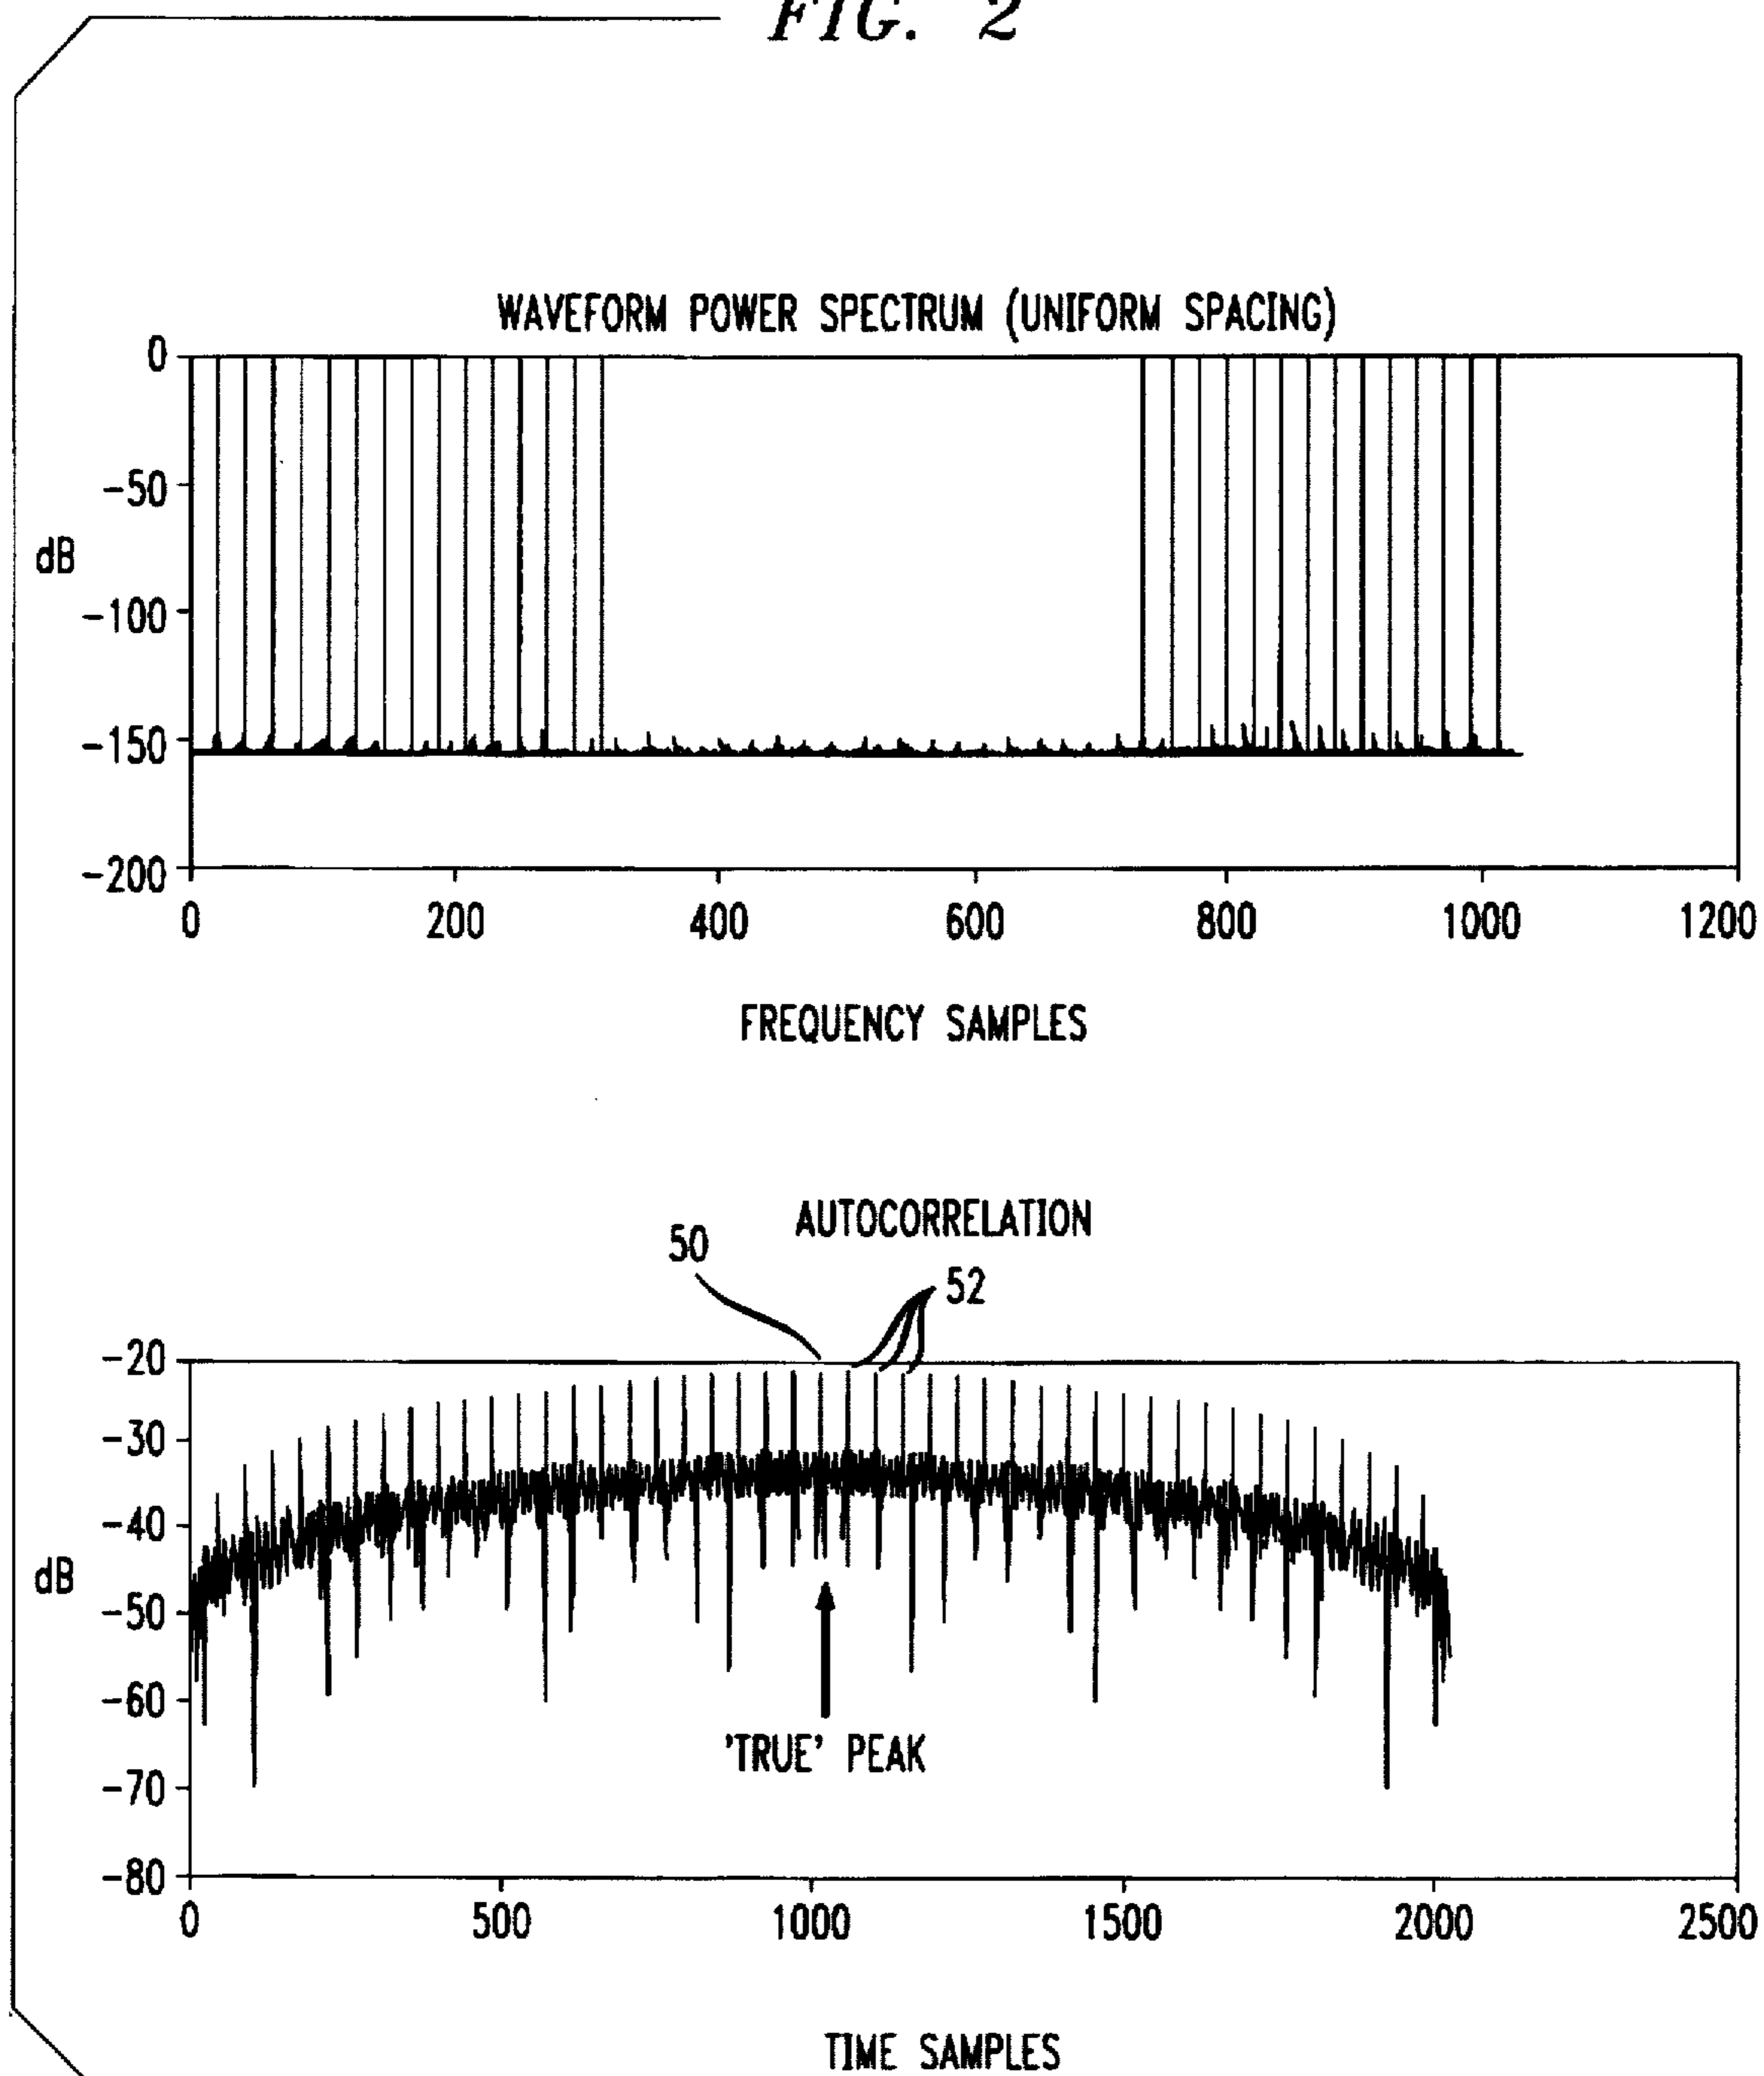 FIG. 2
WAVEFORM POWER SPECTRUM (UNIFORM SPACING)
0
-50
dB
-100
-150
-200
0 200 400 600 800 1000 1200
FREQUENCY SAMPLES
AUTOCORRELATION
50
52
-20
-30
-40
dB
-50
-60
'TRUE' PEAK
-70
-80
0 500 1000 1500 2000 2500
TIME SAMPLES